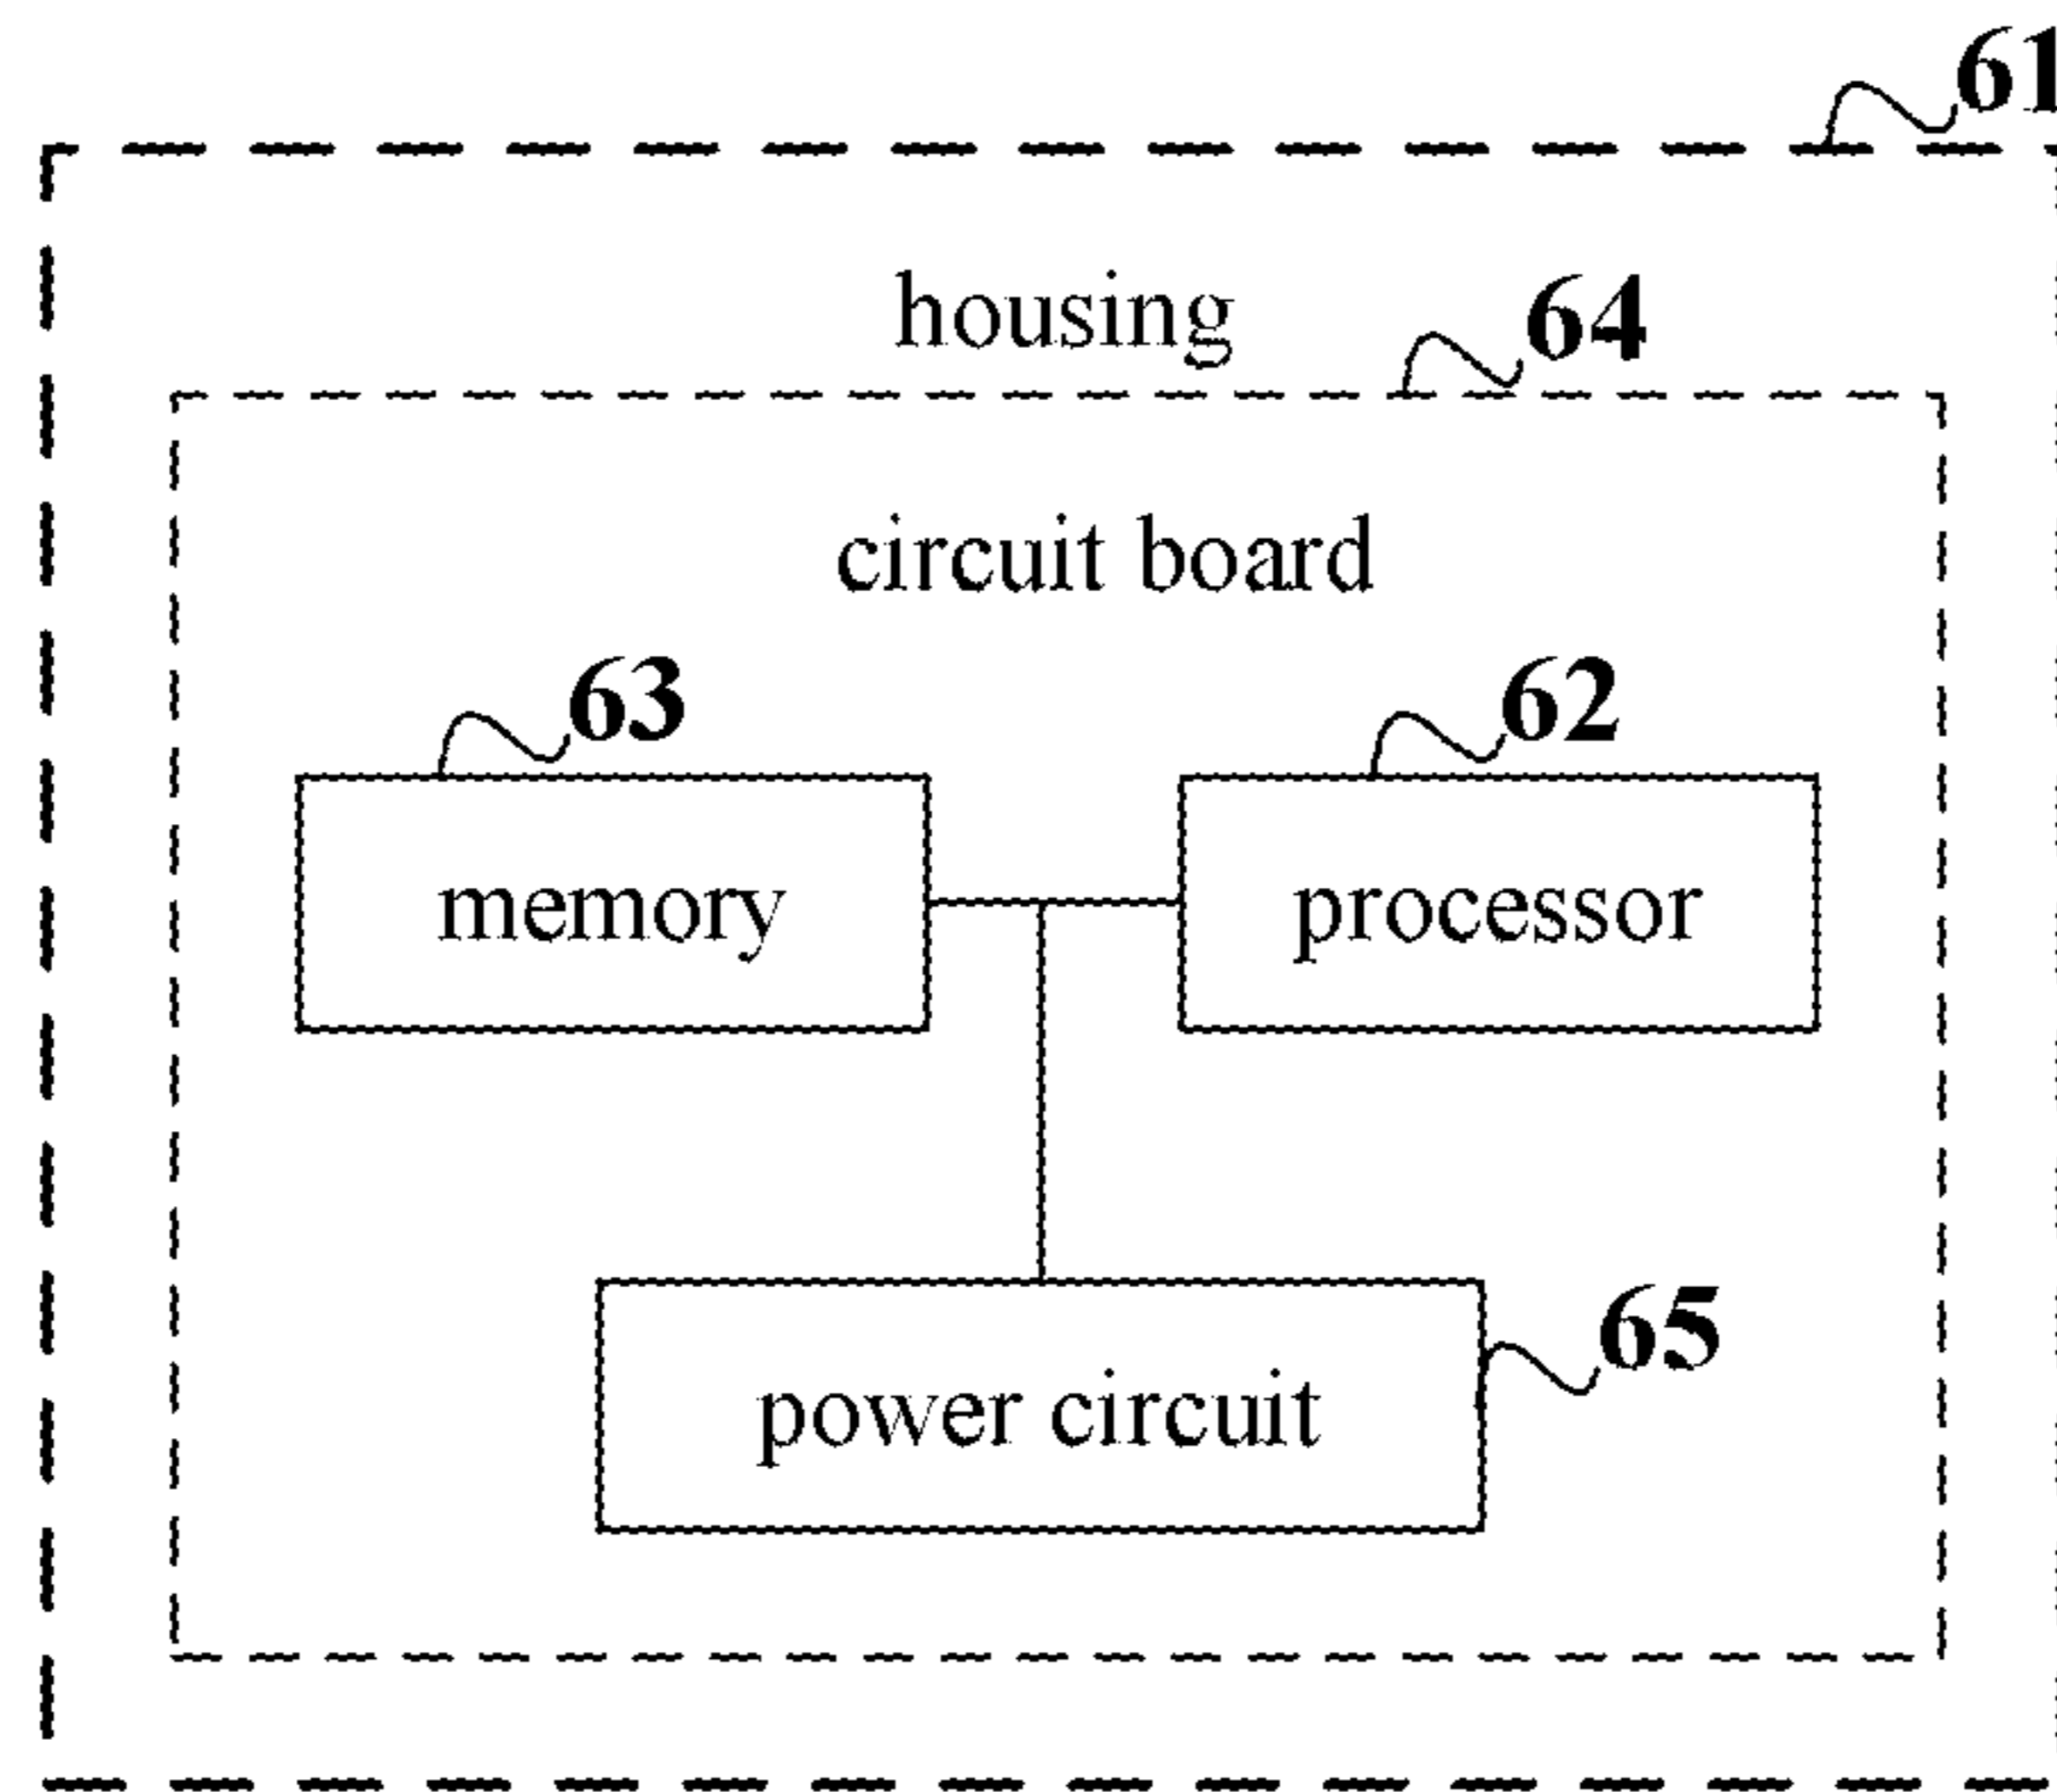 61
housing
64
circuit board
63
62
memory
processor
65
power circuit